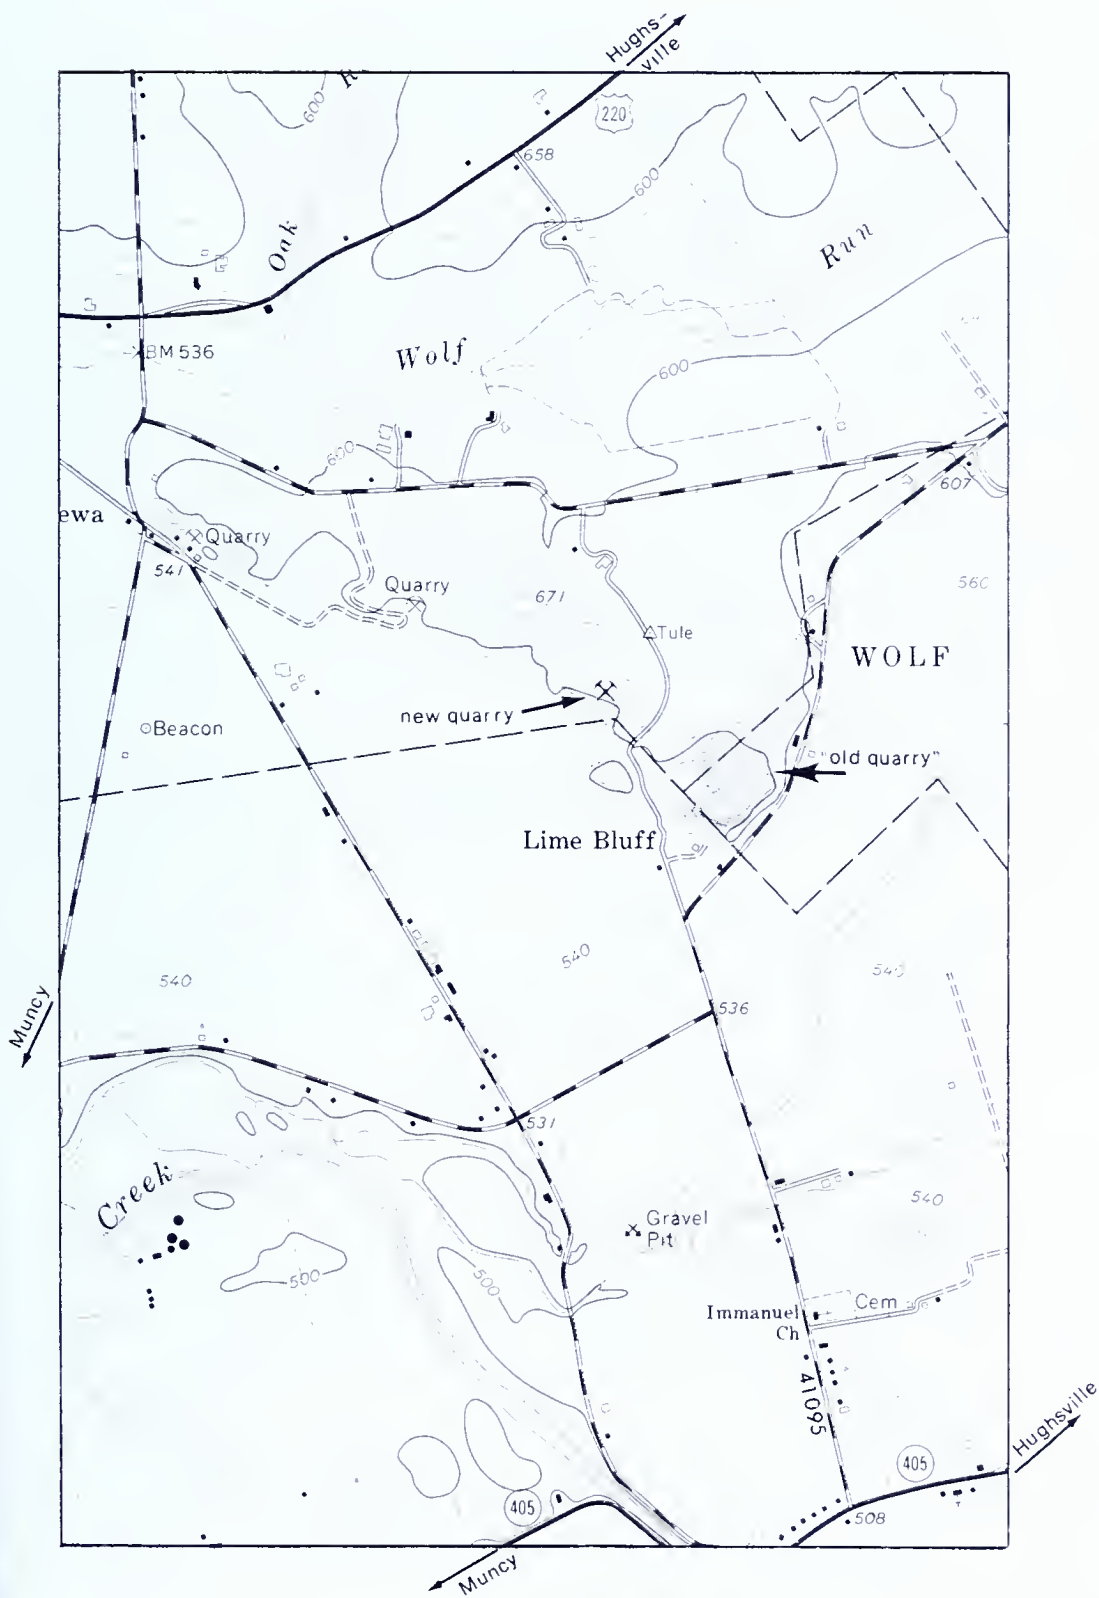 Hughs-
ville
R
600
220
658
600
Oak
Run
BM 536
Wolf
600
600
607
ewa
Quarry
541
Quarry
671
560
Tule
WOLF
new quarry
Beacon
"old quarry"
Lime Bluff
540
540
540
536
Muncy
531
Creek
540
Gravel
Pit
500
500
Immanuel
Ch
Cem
41095
Hughsville
405
405
508
Muncy